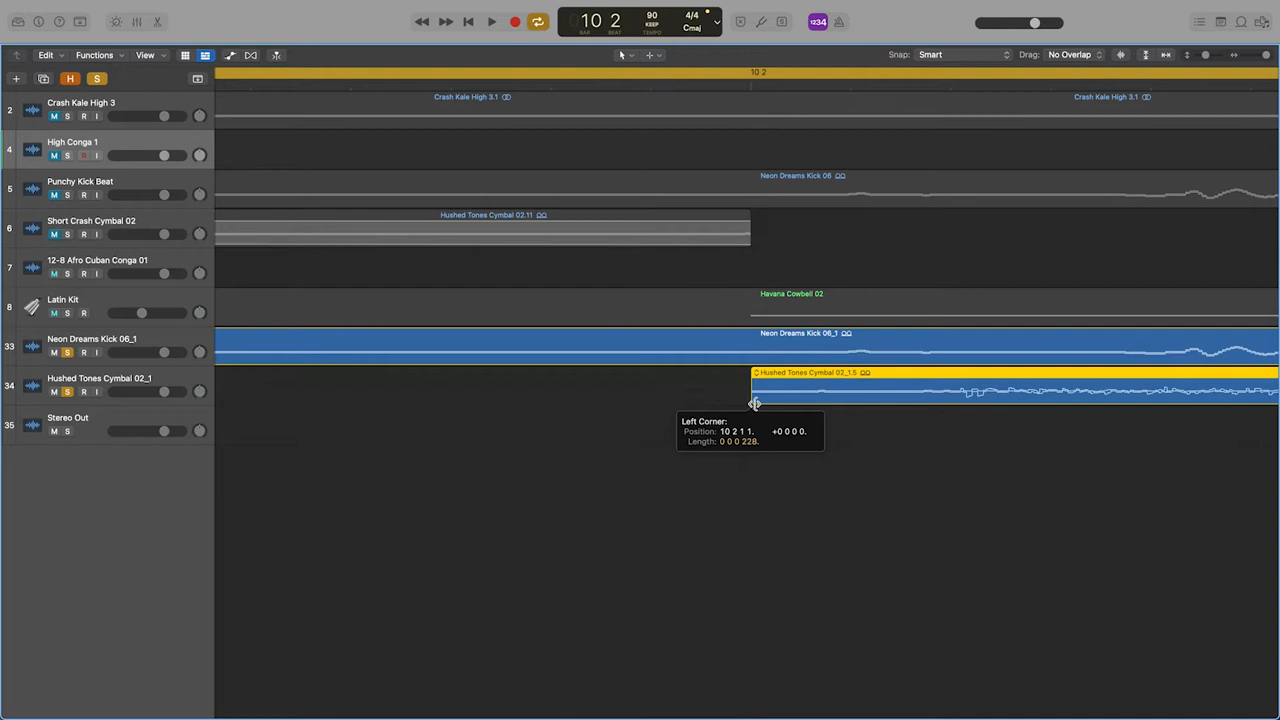 10 2
BAR BEAT
90
KEEP
TEMPO
4/4
Cmaj
1234
Edit Functions View Snap: Smart Drag: No Overlap
H S
10 2
2 Crash Kale High 3
M S R I
Crash Kale High 3.1 Crash Kale High 3.1
4 High Conga 1
M S R I
5 Punchy Kick Beat
M S R I
Neon Dreams Kick 06
6 Short Crash Cymbal 02
M S R I
Hushed Tones Cymbal 02.11
7 12-8 Afro Cuban Conga 01
M S R I
8 Latin Kit
M S R
Havana Cowbell 02
33 Neon Dreams Kick 06_1
M S R I
Neon Dreams Kick 06_1
34 Hushed Tones Cymbal 02_1
M S R I
Hushed Tones Cymbal 02_1.5
35 Stereo Out
M S
Left Corner:
Position: 10 2 1 1. +0 0 0 0.
Length: 0 0 0 228.